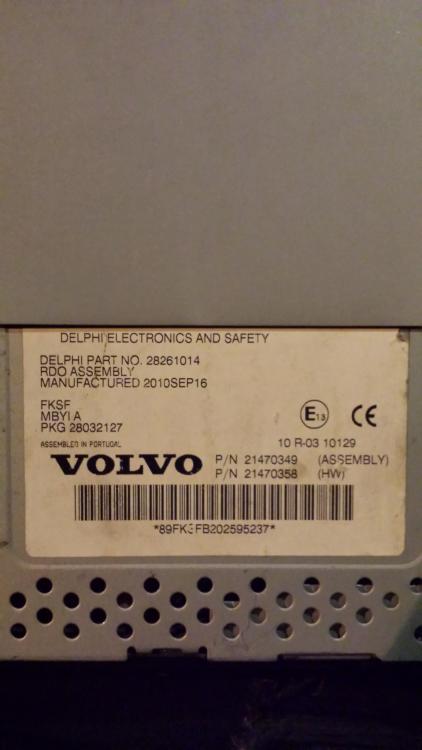 DELPHI ELECTRONICS AND SAFETY
DELPHI PART NO. 28261014
RDO ASSEMBLY
MANUFACTURED 2010SEP16
FKSF
MBYI A
PKG 28032127
E13 CE
10 R-03 10129
ASSEMBLED IN PORTUGAL
VOLVO
P/N 21470349 (ASSEMBLY)
P/N 21470358 (HW)